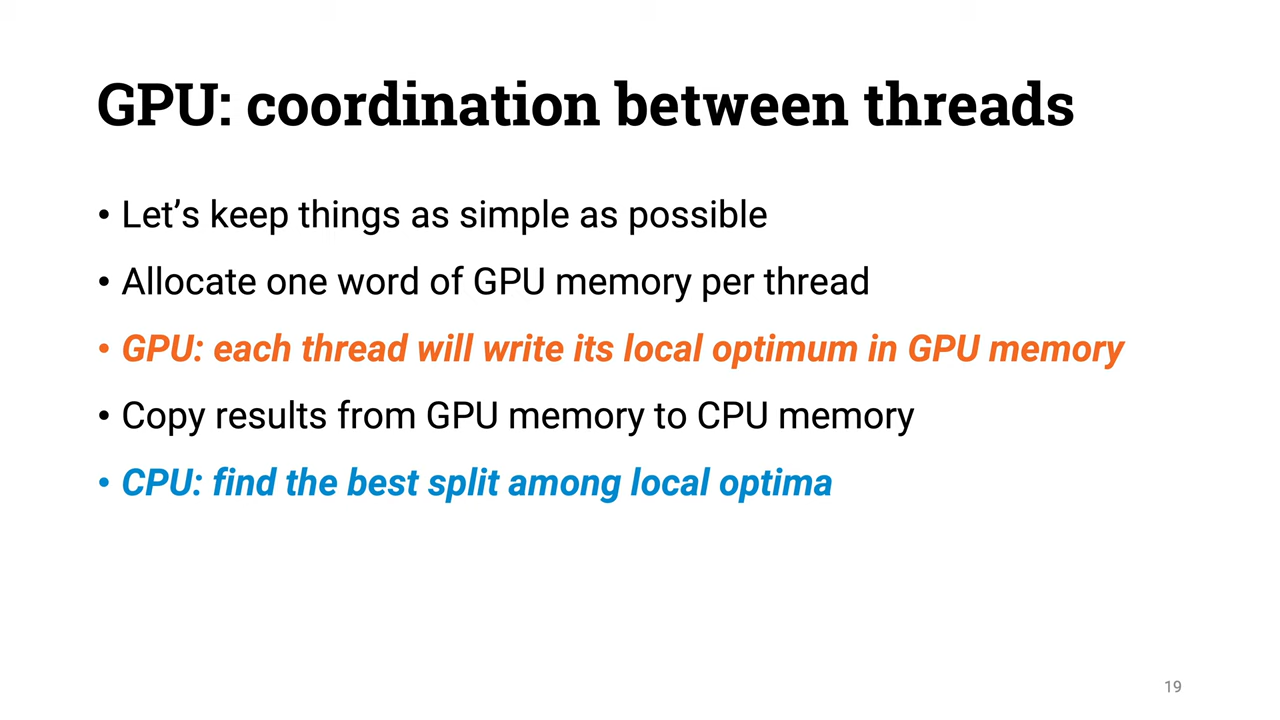 GPU: coordination between threads
• Let’s keep things as simple as possible
• Allocate one word of GPU memory per thread
• GPU: each thread will write its local optimum in GPU memory
• Copy results from GPU memory to CPU memory
• CPU: find the best split among local optima
19